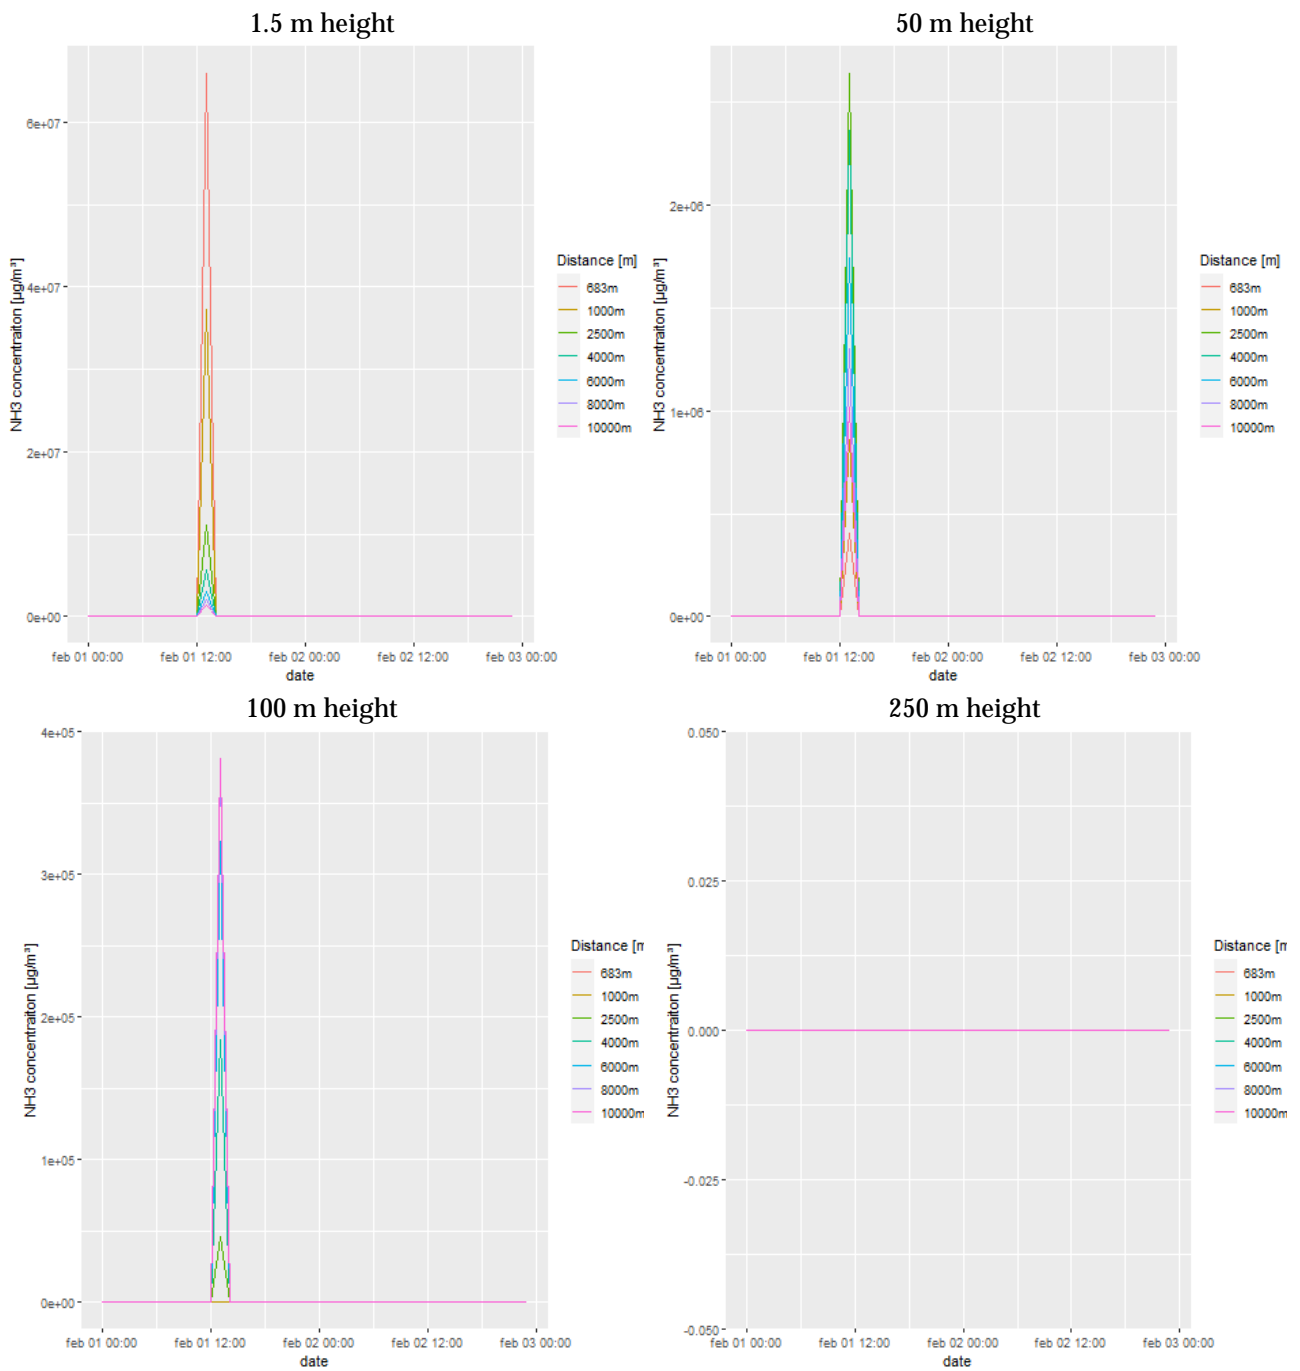 1.5 m height
6e+07
4e+07
2e+07
0e+00
NH3 concentraiton [µg/m³]
feb 01 00:00 feb 01 12:00 feb 02 00:00 feb 02 12:00 feb 03 00:00
date
Distance [m]
683m
1000m
2500m
4000m
6000m
8000m
10000m
50 m height
2e+06
1e+06
0e+00
NH3 concentraiton [µg/m³]
feb 01 00:00 feb 01 12:00 feb 02 00:00 feb 02 12:00 feb 03 00:00
date
Distance [m]
683m
1000m
2500m
4000m
6000m
8000m
10000m
100 m height
4e+05
3e+05
2e+05
1e+05
0e+00
NH3 concentraiton [µg/m³]
feb 01 00:00 feb 01 12:00 feb 02 00:00 feb 02 12:00 feb 03 00:00
date
Distance [m
683m
1000m
2500m
4000m
6000m
8000m
10000m
250 m height
0.050
0.025
0.000
-0.025
-0.050
NH3 concentraiton [µg/m³]
feb 01 00:00 feb 01 12:00 feb 02 00:00 feb 02 12:00 feb 03 00:00
date
Distance [m
683m
1000m
2500m
4000m
6000m
8000m
10000m